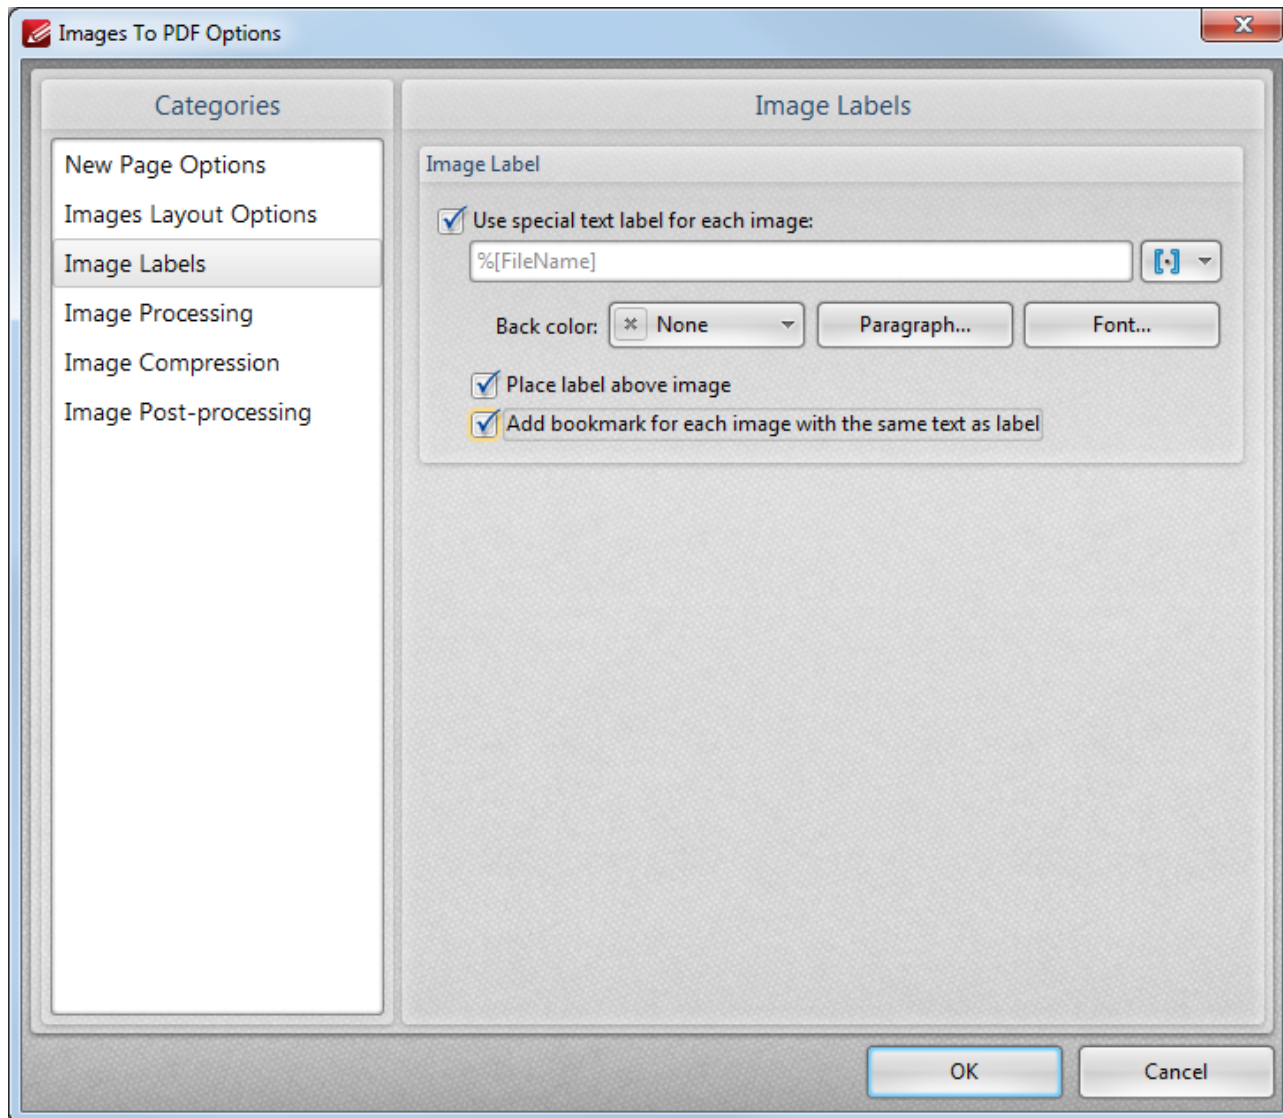 Images To PDF Options
Categories
New Page Options
Images Layout Options
Image Labels
Image Processing
Image Compression
Image Post-processing
Image Labels
Image Label
Use special text label for each image:
%[FileName]
Back color: None Paragraph... Font...
Place label above image
Add bookmark for each image with the same text as label
OK Cancel